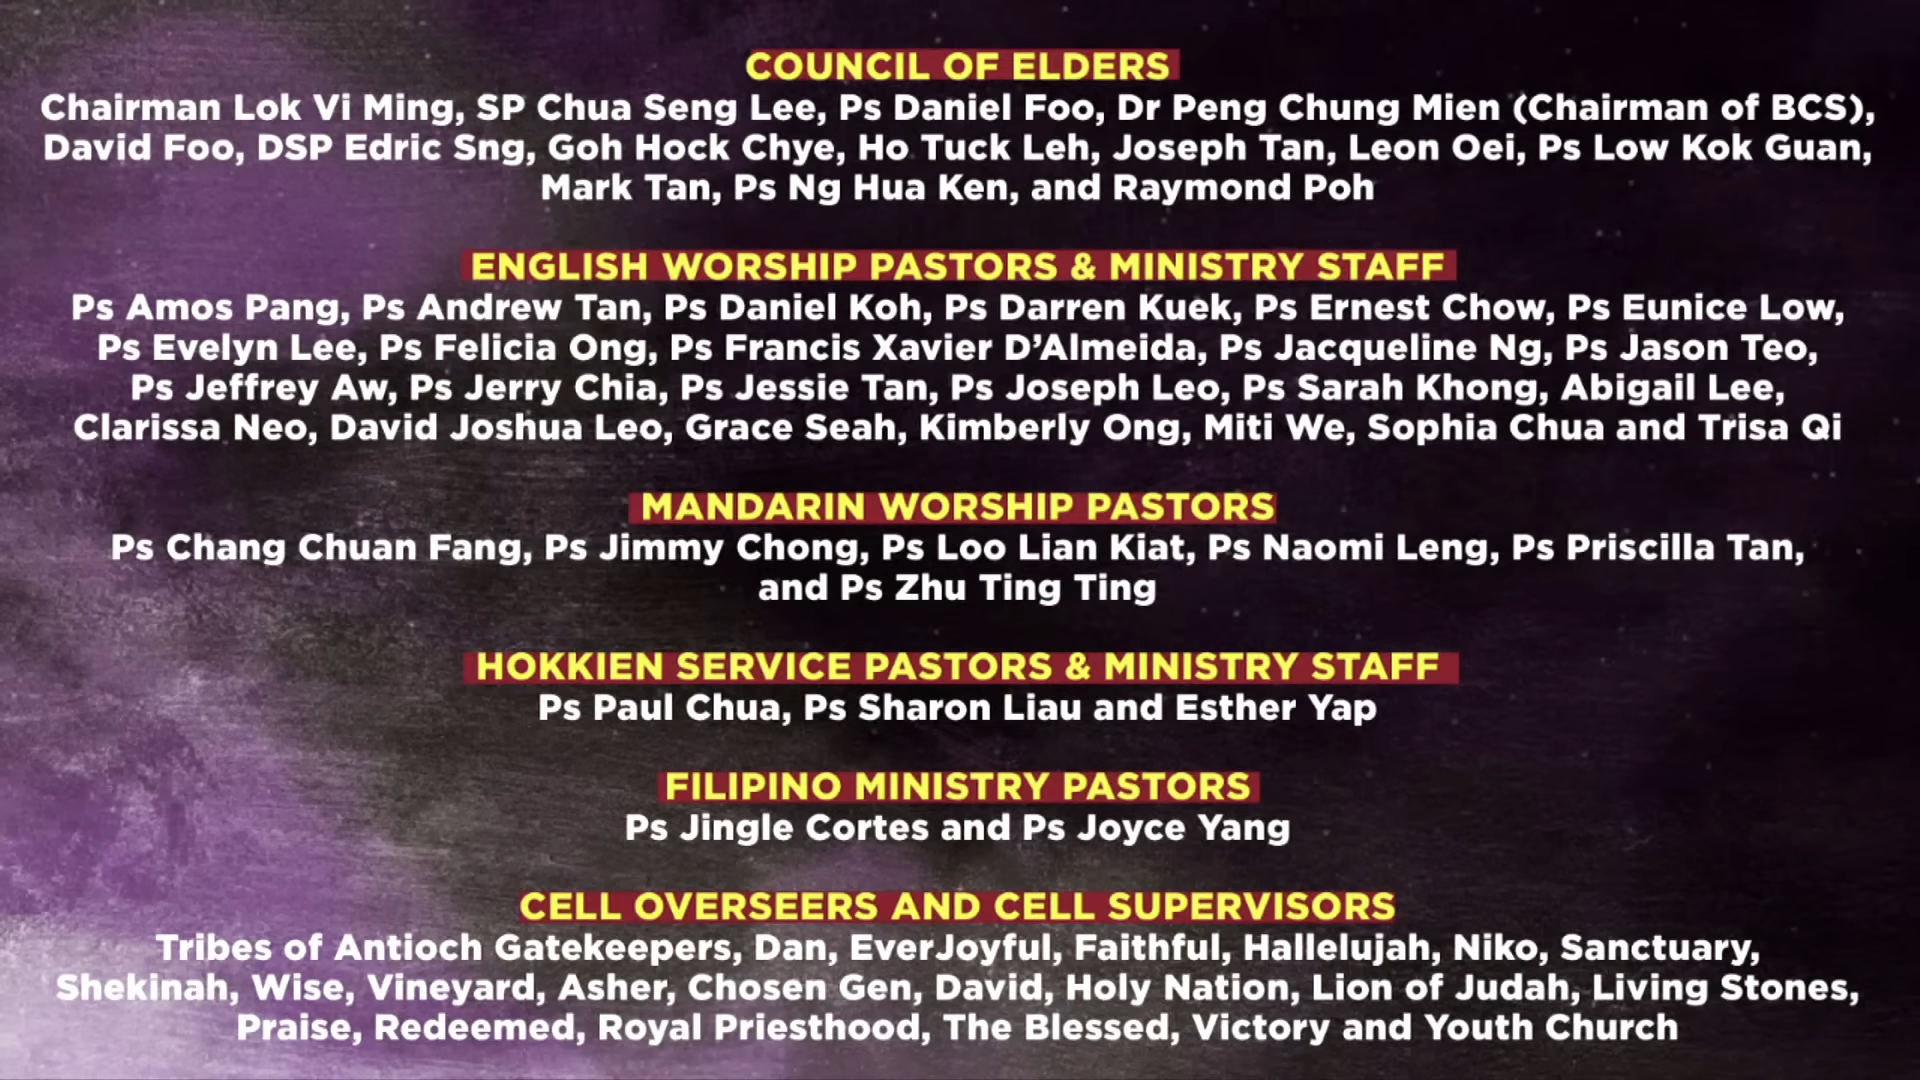 COUNCIL OF ELDERS
Chairman Lok Vi Ming, SP Chua Seng Lee, Ps Daniel Foo, Dr Peng Chung Mien (Chairman of BCS),
David Foo, DSP Edric Sng, Goh Hock Chye, Ho Tuck Leh, Joseph Tan, Leon Oei, Ps Low Kok Guan,
Mark Tan, Ps Ng Hua Ken, and Raymond Poh
ENGLISH WORSHIP PASTORS & MINISTRY STAFF
Ps Amos Pang, Ps Andrew Tan, Ps Daniel Koh, Ps Darren Kuek, Ps Ernest Chow, Ps Eunice Low,
Ps Evelyn Lee, Ps Felicia Ong, Ps Francis Xavier D’Almeida, Ps Jacqueline Ng, Ps Jason Teo,
Ps Jeffrey Aw, Ps Jerry Chia, Ps Jessie Tan, Ps Joseph Leo, Ps Sarah Khong, Abigail Lee,
Clarissa Neo, David Joshua Leo, Grace Seah, Kimberly Ong, Miti We, Sophia Chua and Trisa Qi
MANDARIN WORSHIP PASTORS
Ps Chang Chuan Fang, Ps Jimmy Chong, Ps Loo Lian Kiat, Ps Naomi Leng, Ps Priscilla Tan,
and Ps Zhu Ting Ting
HOKKIEN SERVICE PASTORS & MINISTRY STAFF
Ps Paul Chua, Ps Sharon Liau and Esther Yap
FILIPINO MINISTRY PASTORS
Ps Jingle Cortes and Ps Joyce Yang
CELL OVERSEERS AND CELL SUPERVISORS
Tribes of Antioch Gatekeepers, Dan, EverJoyful, Faithful, Hallelujah, Niko, Sanctuary,
Shekinah, Wise, Vineyard, Asher, Chosen Gen, David, Holy Nation, Lion of Judah, Living Stones,
Praise, Redeemed, Royal Priesthood, The Blessed, Victory and Youth Church